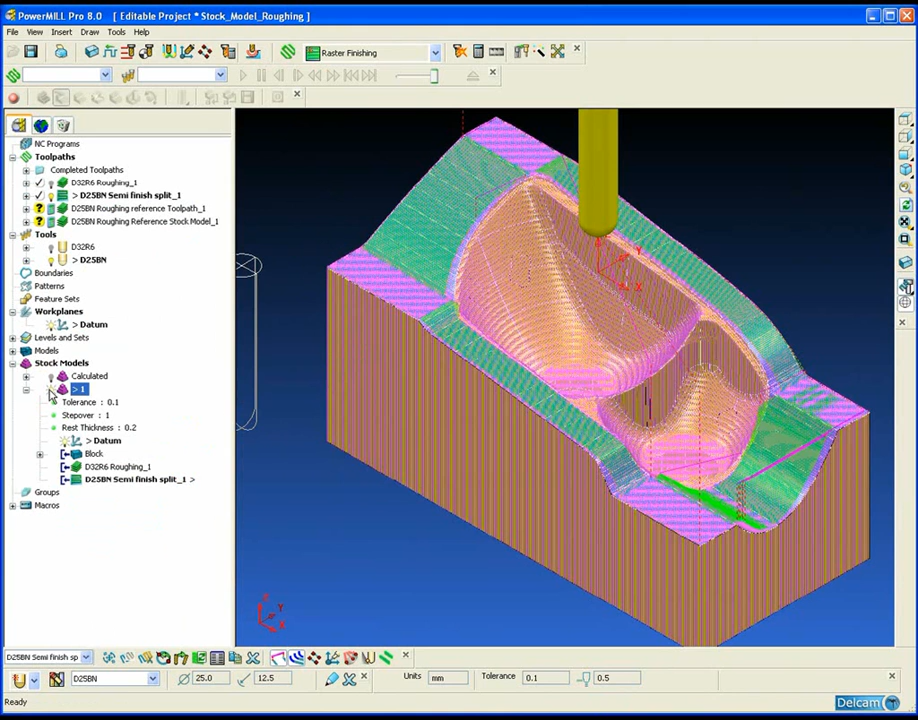 PowerMILL Pro 8.0 - [ Editable Project * Stock_Model_Roughing ]
File View Insert Draw Tools Help
Raster Finishing
NC Programs
Toolpaths
Completed Toolpaths
D32R6 Roughing_1
> D25BN Semi finish split_1
D25BN Roughing reference Toolpath_1
D25BN Roughing Reference Stock Model_1
Tools
D32R6
> D25BN
Boundaries
Patterns
Feature Sets
Workplanes
> Datum
Levels and Sets
Models
Stock Models
Calculated
> 1
Tolerance : 0.1
Stepover : 1
Rest Thickness : 0.2
> Datum
Block
D32R6 Roughing_1
D25BN Semi finish split_1 >
Groups
Macros
Z
Y
X
Z
Y
X
D25BN Semi finish sp
D25BN 25.0 12.5 Units mm Tolerance 0.1 0.5
Ready
Delcam